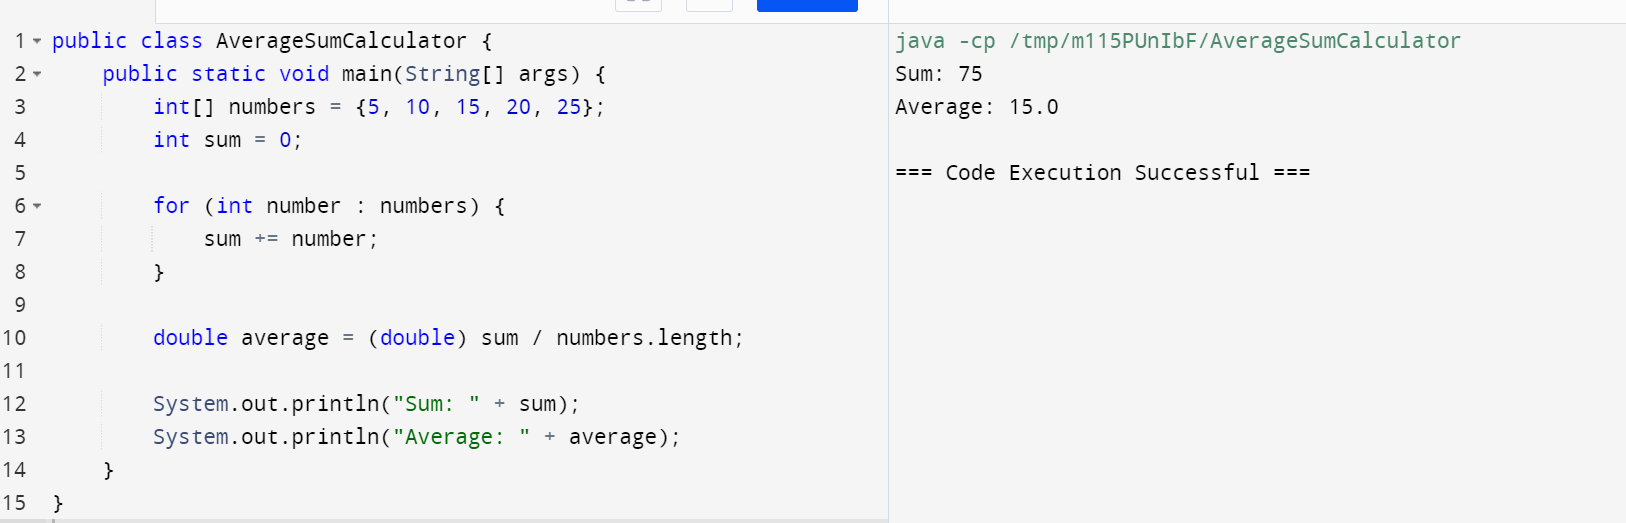 1 public class AverageSumCalculator {
2 public static void main(String[] args) {
3 int[] numbers = {5, 10, 15, 20, 25};
4 int sum = 0;
5
6 for (int number : numbers) {
7 sum += number;
8 }
9
10 double average = (double) sum / numbers.length;
11
12 System.out.println("Sum: " + sum);
13 System.out.println("Average: " + average);
14 }
15 }
java -cp /tmp/m115PUnIbF/AverageSumCalculator
Sum: 75
Average: 15.0
=== Code Execution Successful ===